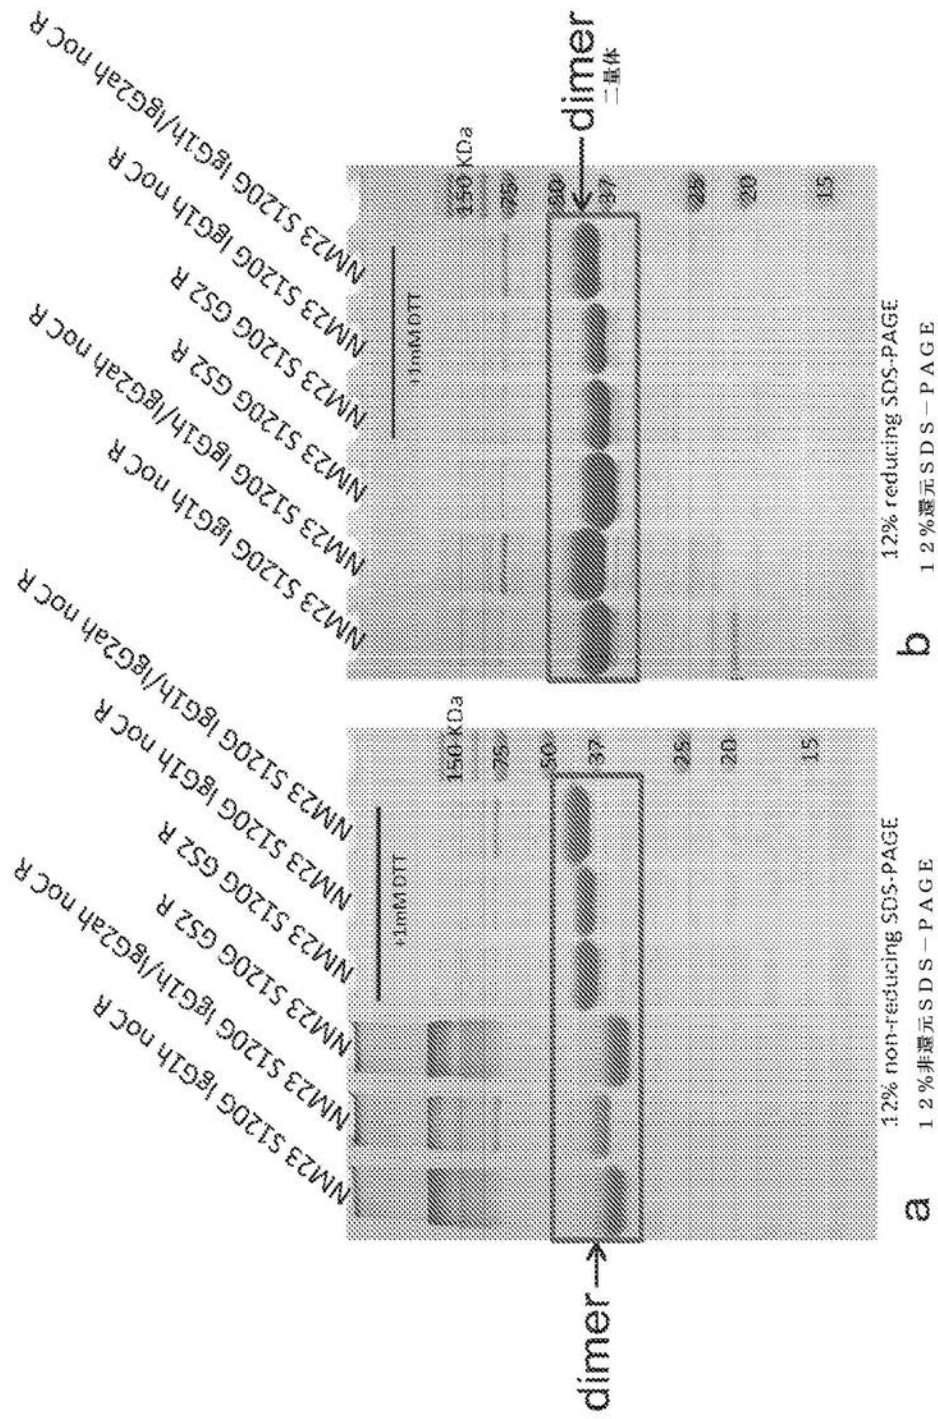 NM23 S120G IgG1h noC R
NM23 S120G IgG1h/IgG2ah noC R
NM23 S120G GS2 R
NM23 S120G GS2 R
NM23 S120G IgG1h noC R
NM23 S120G IgG1h/IgG2ah noC R
+1mM DTT
150 KDa
75
50
37
25
20
15
dimer
12% non-reducing SDS-PAGE
12%非還元SDS-PAGE
a
NM23 S120G IgG1h noC R
NM23 S120G IgG1h/IgG2ah noC R
NM23 S120G GS2 R
NM23 S120G GS2 R
NM23 S120G IgG1h noC R
NM23 S120G IgG1h/IgG2ah noC R
+1mM DTT
150 KDa
75
50
37
25
20
15
dimer
二量体
12% reducing SDS-PAGE
12%還元SDS-PAGE
b